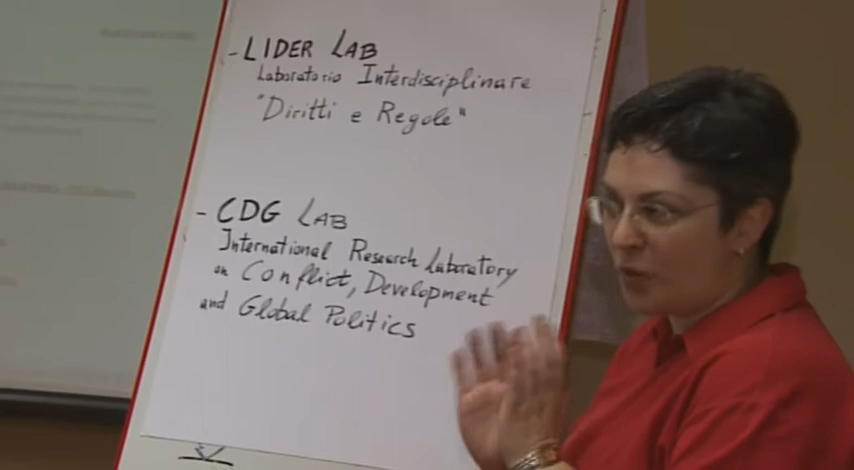 - LIDER LAB
Laboratorio Interdisciplinare
"Diritti e Regole"
- CDG LAB
International Research Laboratory
on Conflict, Development
and Global Politics